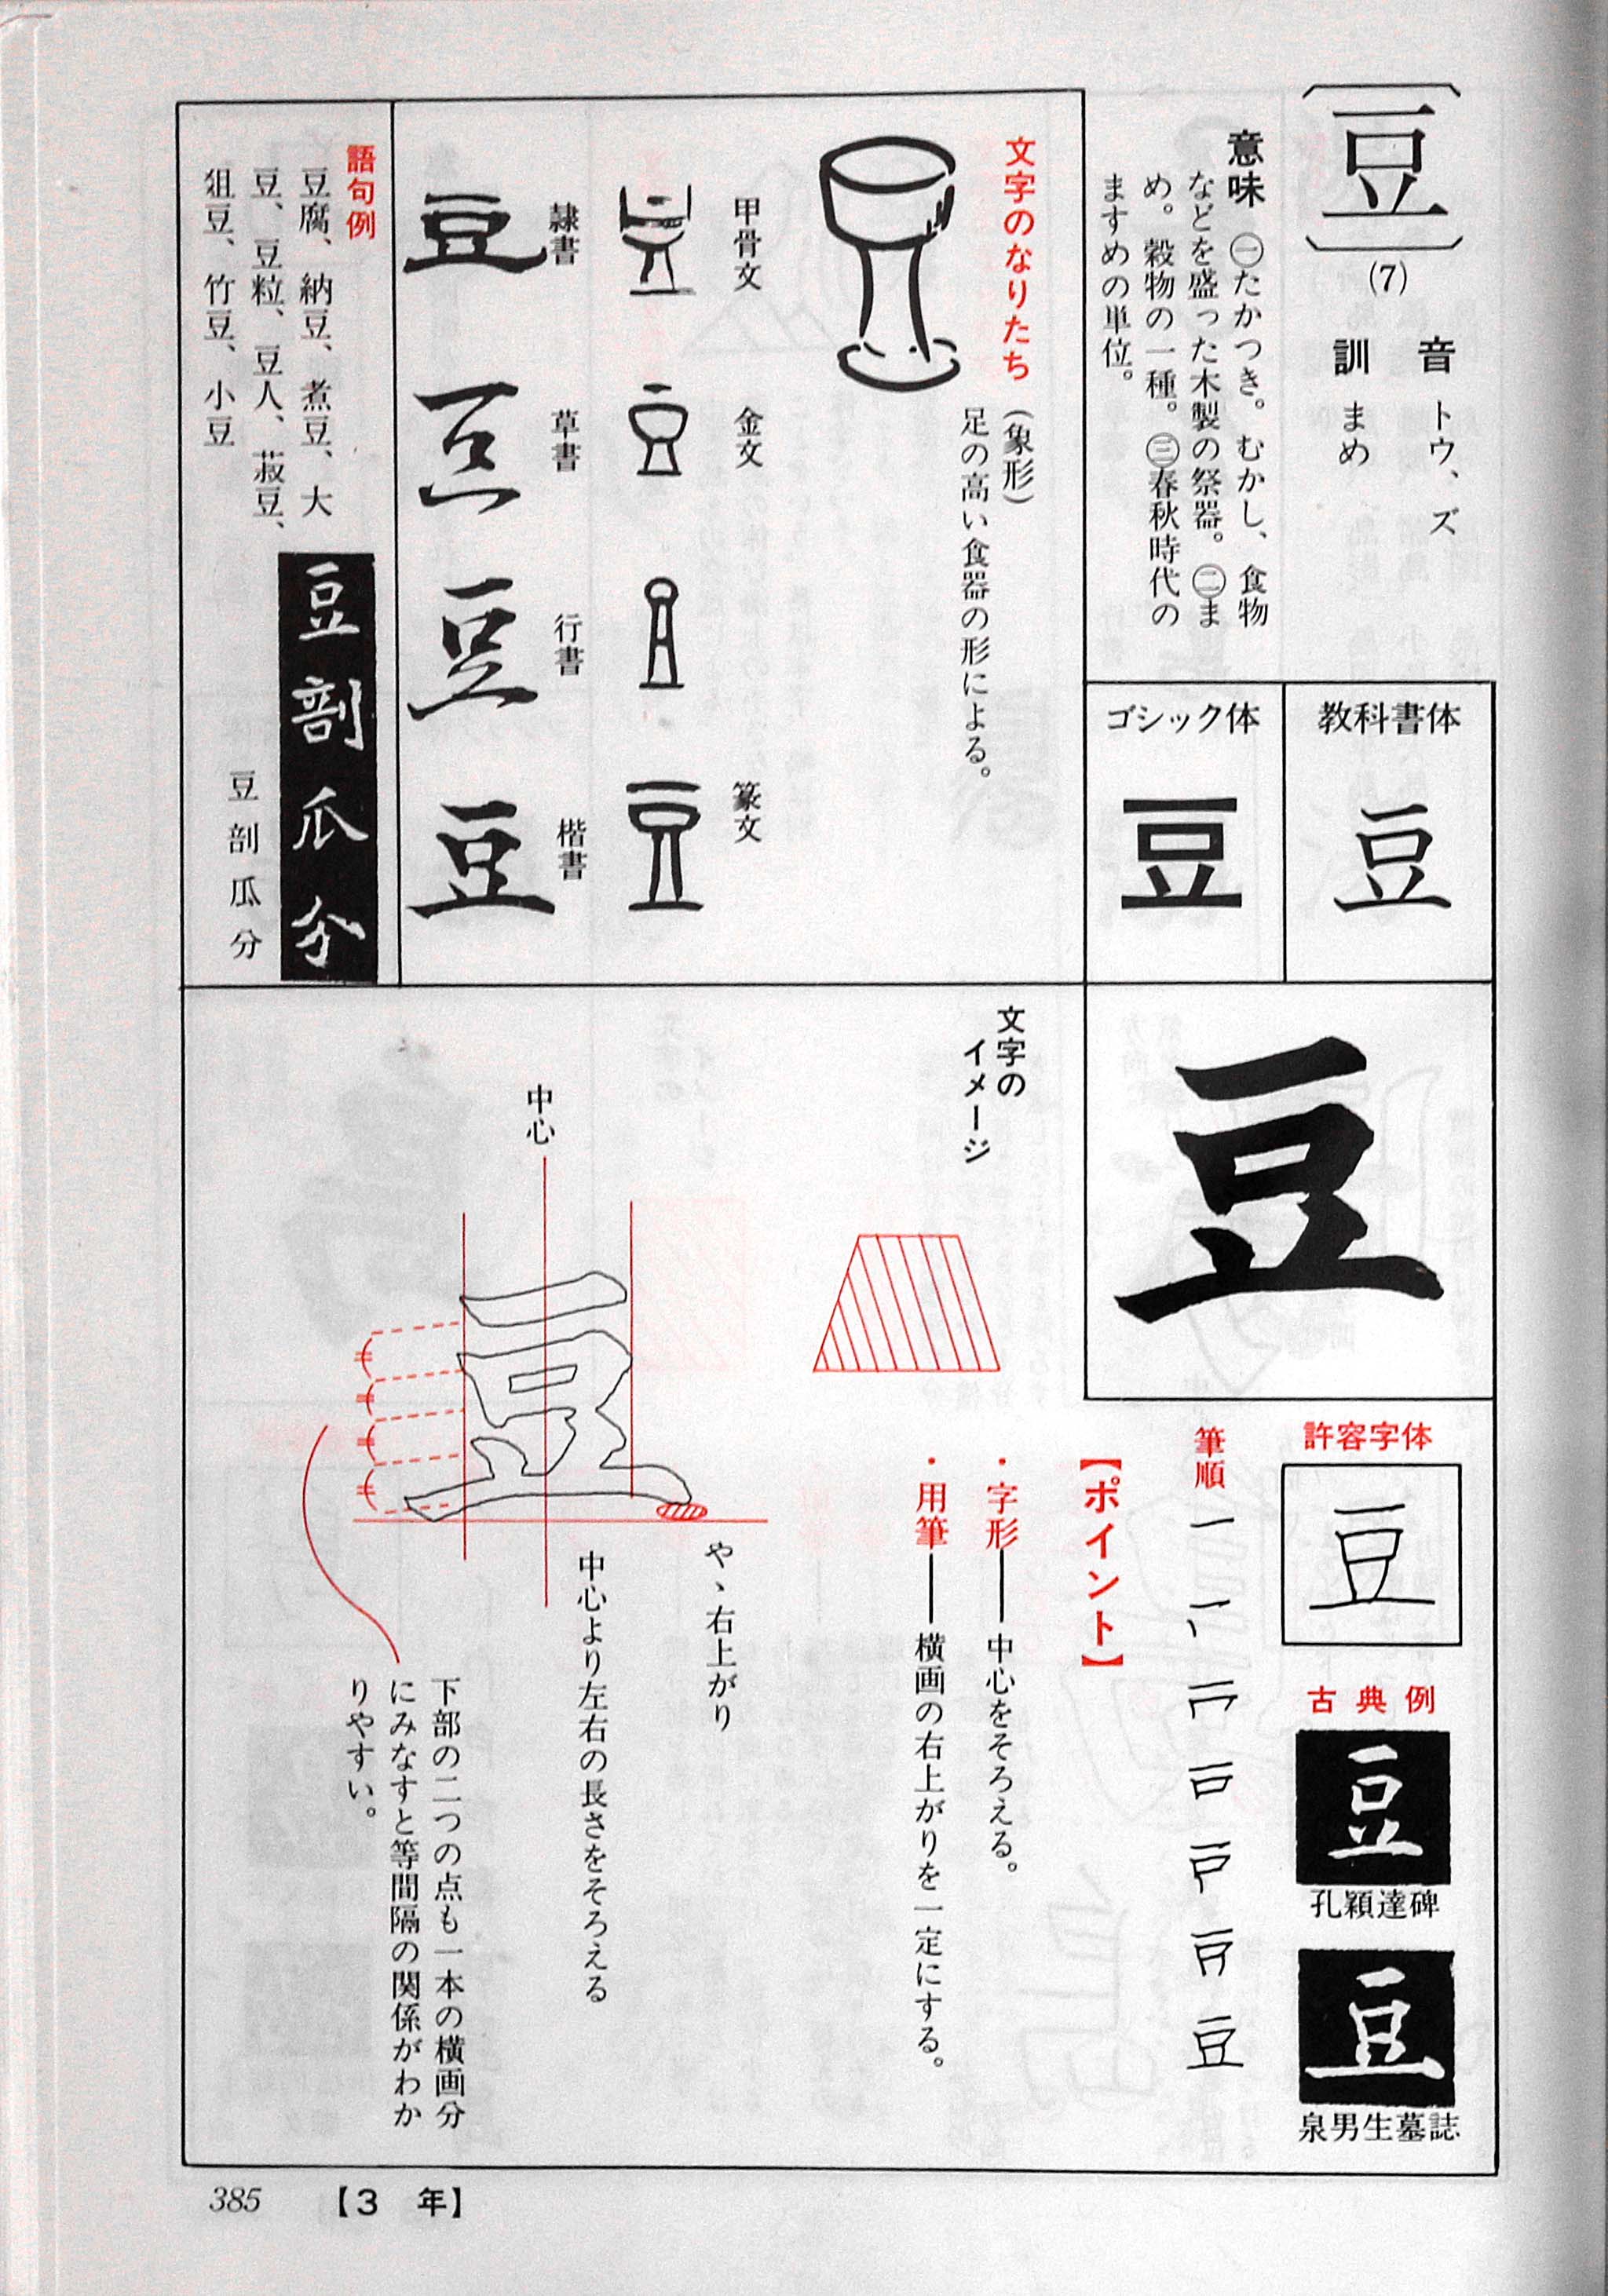 〔豆〕(7)
音 トウ、ズ
訓 まめ
意味 ㊀たかつき。むかし、食物
などを盛った木製の祭器。㊁ま
め。穀物の一種。㊂春秋時代の
ますめの単位。
教科書体
豆
ゴシック体
豆
文字のなりたち
(象形)
足の高い食器の形による。
甲骨文
金文
篆文
隷書
豆
草書
豆
行書
豆
楷書
豆
語句例
豆腐、納豆、煮豆、大
豆、豆粒、豆人、菽豆、
狙豆、竹豆、小豆
豆剖瓜分
豆剖瓜分
豆
許容字体
豆
古典例
豆
孔穎達碑
豆
泉男生墓誌
筆順
豆
【ポイント】
・字形──中心をそろえる。
・用筆──横画の右上がりを一定にする。
文字の
イメージ
中心
やゝ右上がり
中心より左右の長さをそろえる
下部の二つの点も一本の横画分
にみなすと等間隔の関係がわか
りやすい。
385 【3 年】